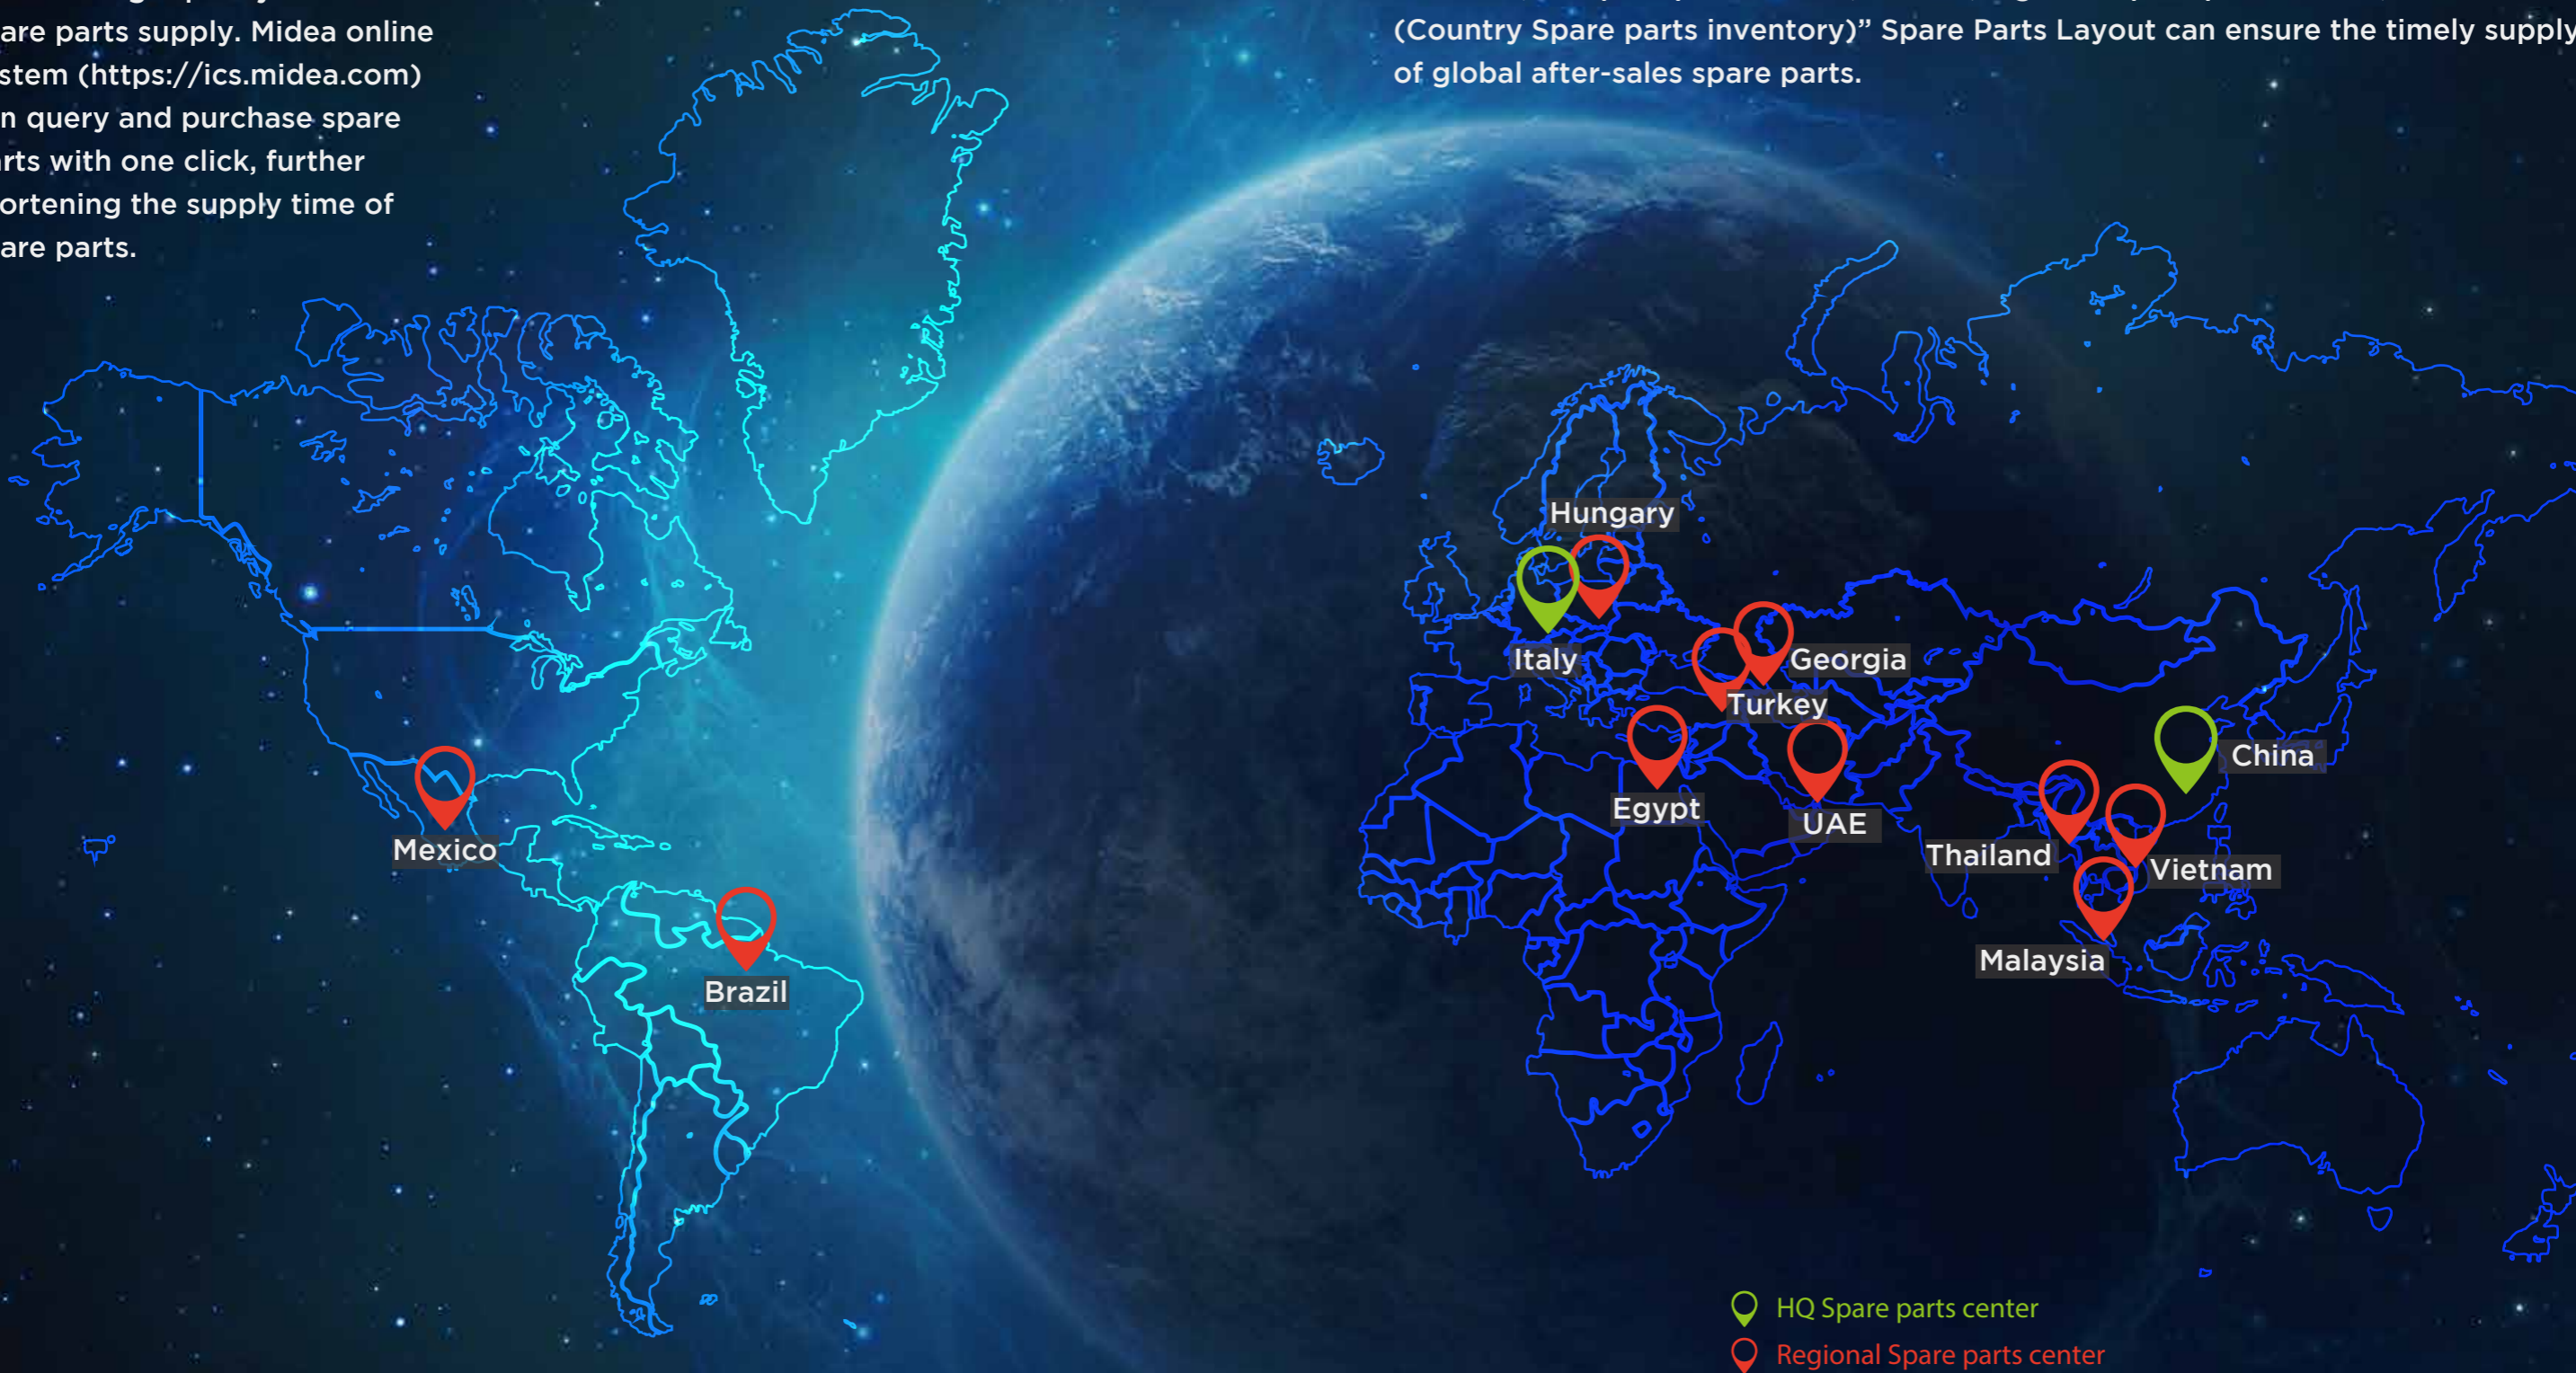 are parts supply. Midea online
stem (https://ics.midea.com)
n query and purchase spare
rts with one click, further
ortening the supply time of
are parts.
(Country Spare parts inventory)” Spare Parts Layout can ensure the timely supply
of global after-sales spare parts.
Hungary
Italy
Georgia
Turkey
China
Egypt
UAE
Mexico
Thailand
Vietnam
Malaysia
Brazil
HQ Spare parts center
Regional Spare parts center